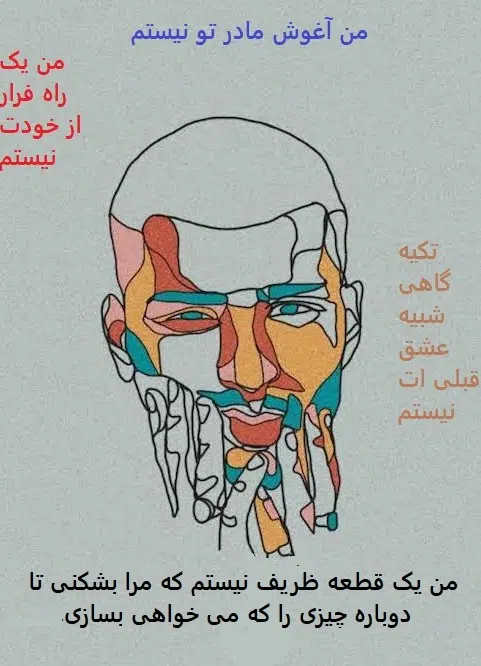 من آغوش مادر تو نیستم
من یک
راه فرار
از خودت
نیستم
تکیه
گاهی
شبیه
عشق
قبلی ات
نیستم
من یک قطعه ظریف نیستم که مرا بشکنی تا
دوباره چیزی را که می خواهی بسازی.